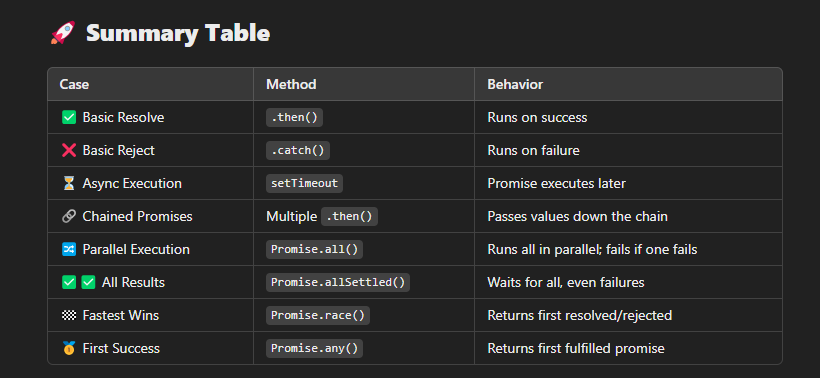 🚀 Summary Table
Case Method Behavior
✅ Basic Resolve .then() Runs on success
❌ Basic Reject .catch() Runs on failure
⏳ Async Execution setTimeout Promise executes later
🔗 Chained Promises Multiple .then() Passes values down the chain
🔀 Parallel Execution Promise.all() Runs all in parallel; fails if one fails
✅ ✅ All Results Promise.allSettled() Waits for all, even failures
🏁 Fastest Wins Promise.race() Returns first resolved/rejected
🥇 First Success Promise.any() Returns first fulfilled promise